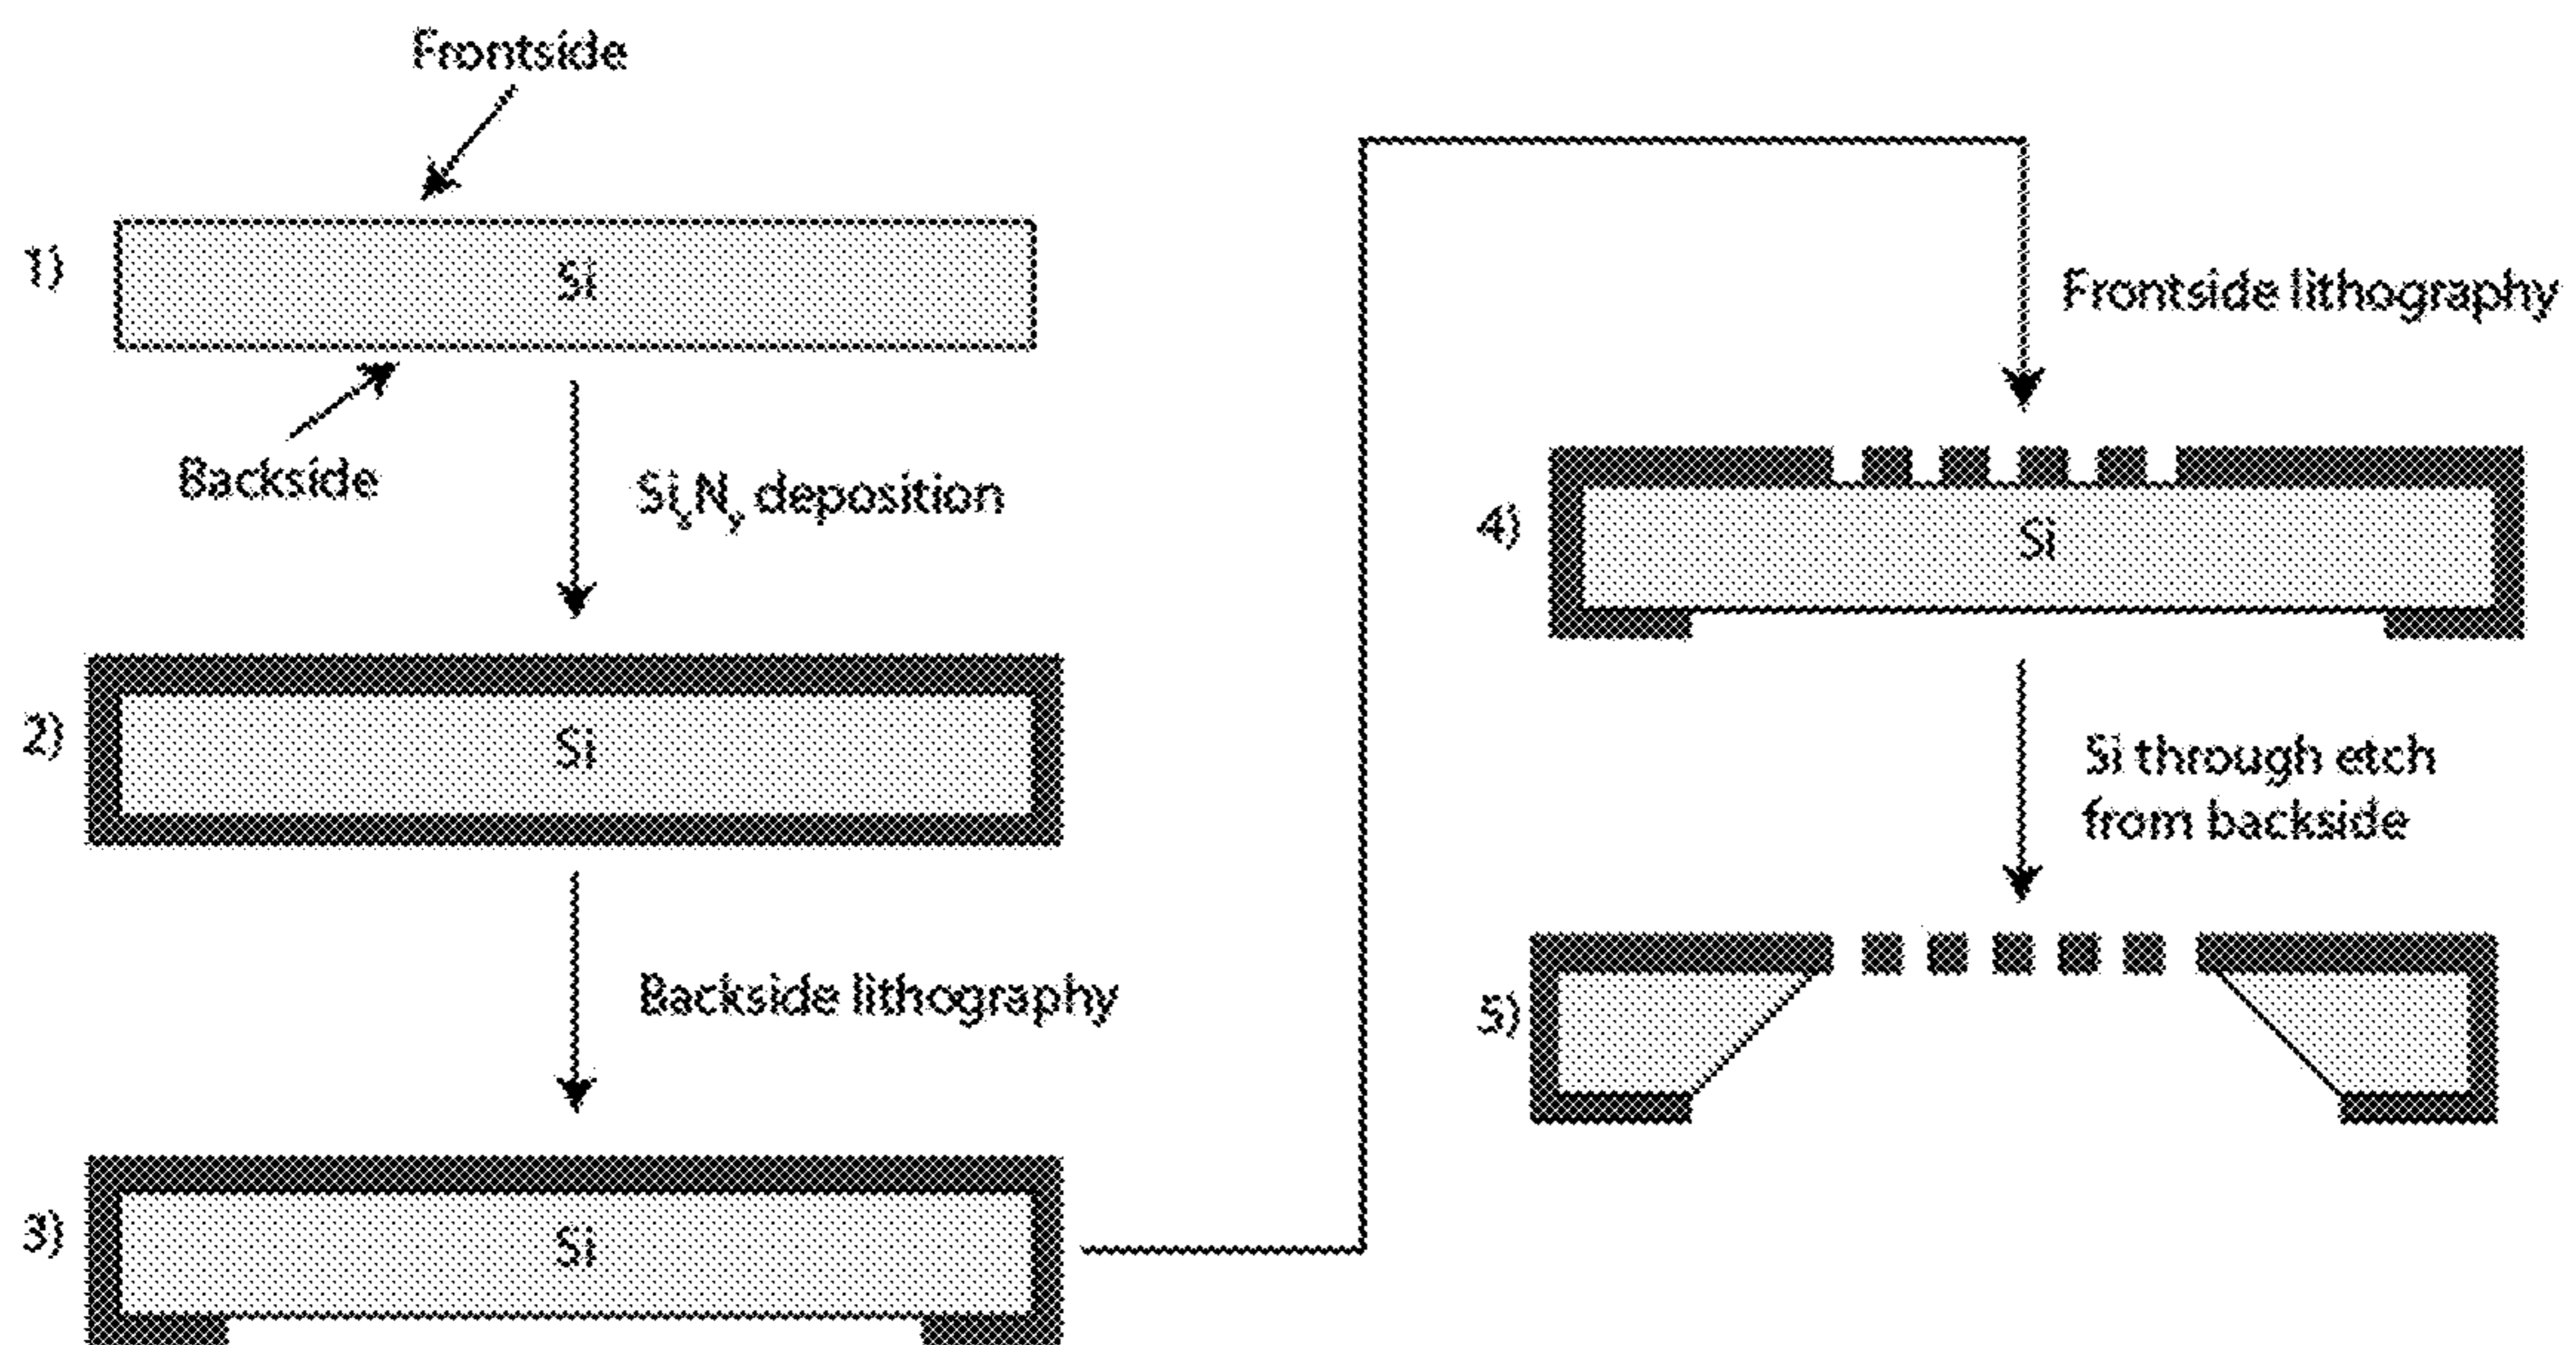 Frontside
1)
Si
Backside
SiₓNᵧ deposition
2)
Si
Backside lithography
3)
Si
Frontside lithography
4)
Si
Si through etch
from backside
5)